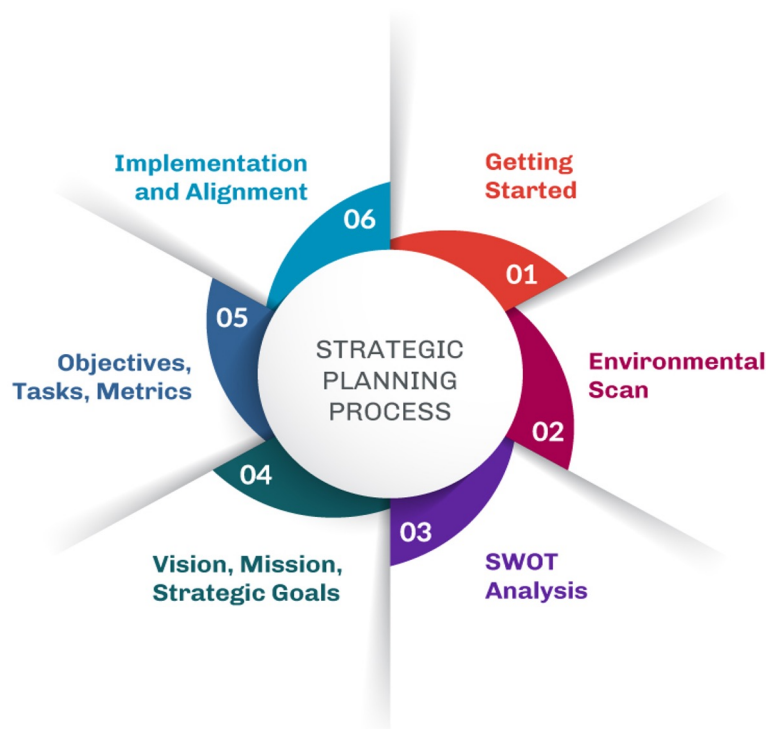 STRATEGIC
PLANNING
PROCESS
01
Getting
Started
02
Environmental
Scan
03
SWOT
Analysis
04
Vision, Mission,
Strategic Goals
05
Objectives,
Tasks, Metrics
06
Implementation
and Alignment